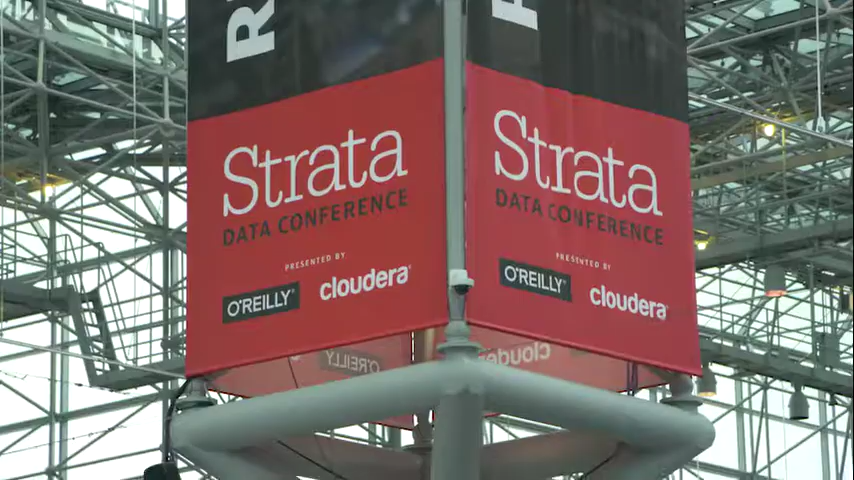 Strata
DATA CONFERENCE
PRESENTED BY
O'REILLY®
cloudera®
Strata
DATA CONFERENCE
PRESENTED BY
O'REILLY®
cloudera®
O'REILLY
cloudera